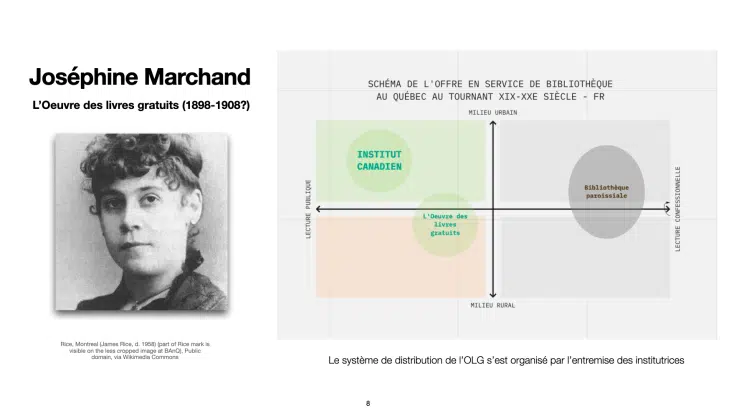 Joséphine Marchand
L'Oeuvre des livres gratuits (1898-1908?)
Rice, Montreal (James Rice, d. 1958) (part of Rice mark is
visible on the less cropped image at BAnQ), Public
domain, via Wikimedia Commons
SCHÉMA DE L'OFFRE EN SERVICE DE BIBLIOTHÈQUE
AU QUÉBEC AU TOURNANT XIX-XXE SIÈCLE - FR
MILIEU URBAIN
INSTITUT
CANADIEN
Bibliothèque
paroissiale
LECTURE PUBLIQUE
LECTURE CONFESSIONNELLE
L'Oeuvre des
livres
gratuits
MILIEU RURAL
Le système de distribution de l'OLG s'est organisé par l'entremise des institutrices
8